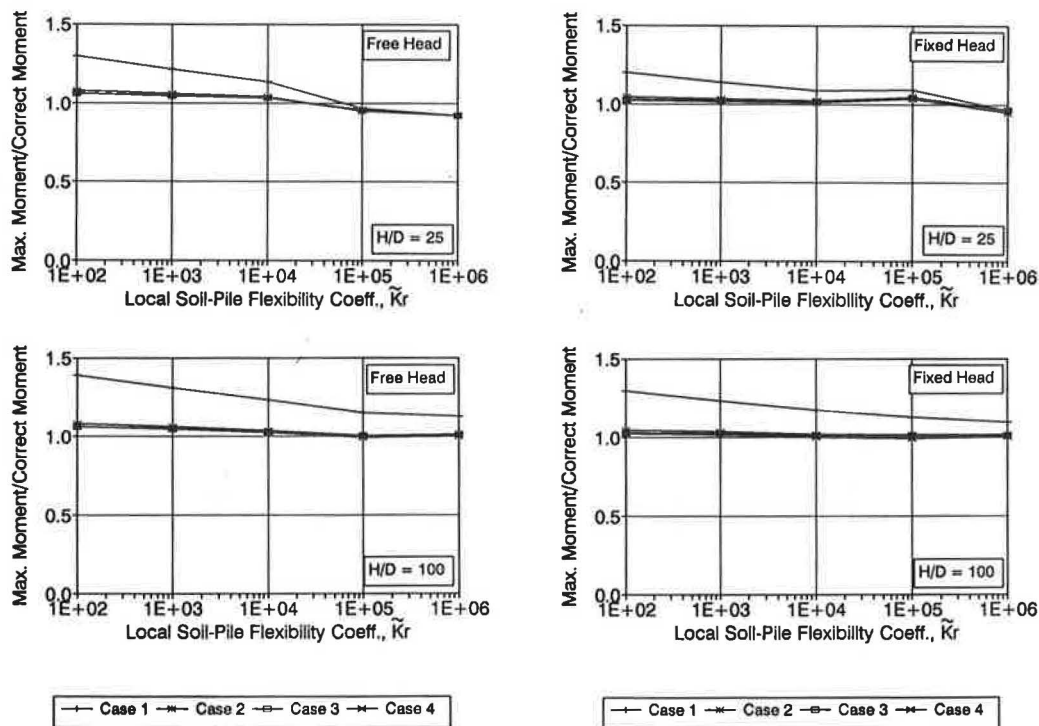 Max. Moment/Correct Moment
1.5
1.0
0.5
0.0
Free Head
H/D = 25
1E+02 1E+03 1E+04 1E+05 1E+06
Local Soil-Pile Flexibility Coeff., K̃r
Max. Moment/Correct Moment
1.5
1.0
0.5
0.0
Fixed Head
H/D = 25
1E+02 1E+03 1E+04 1E+05 1E+06
Local Soil-Pile Flexibility Coeff., K̃r
Max. Moment/Correct Moment
1.5
1.0
0.5
0.0
Free Head
H/D = 100
1E+02 1E+03 1E+04 1E+05 1E+06
Local Soil-Pile Flexibility Coeff., K̃r
Max. Moment/Correct Moment
1.5
1.0
0.5
0.0
Fixed Head
H/D = 100
1E+02 1E+03 1E+04 1E+05 1E+06
Local Soil-Pile Flexibility Coeff., K̃r
Case 1 Case 2 Case 3 Case 4
Case 1 Case 2 Case 3 Case 4